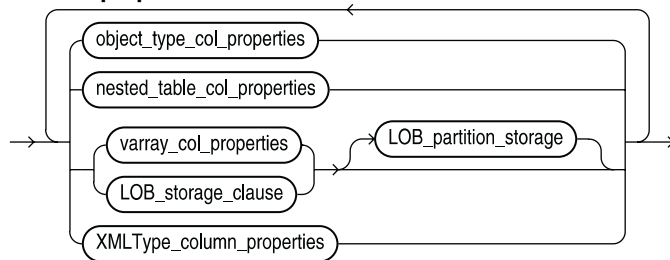 object_type_col_properties
nested_table_col_properties
varray_col_properties
LOB_partition_storage
LOB_storage_clause
XMLType_column_properties